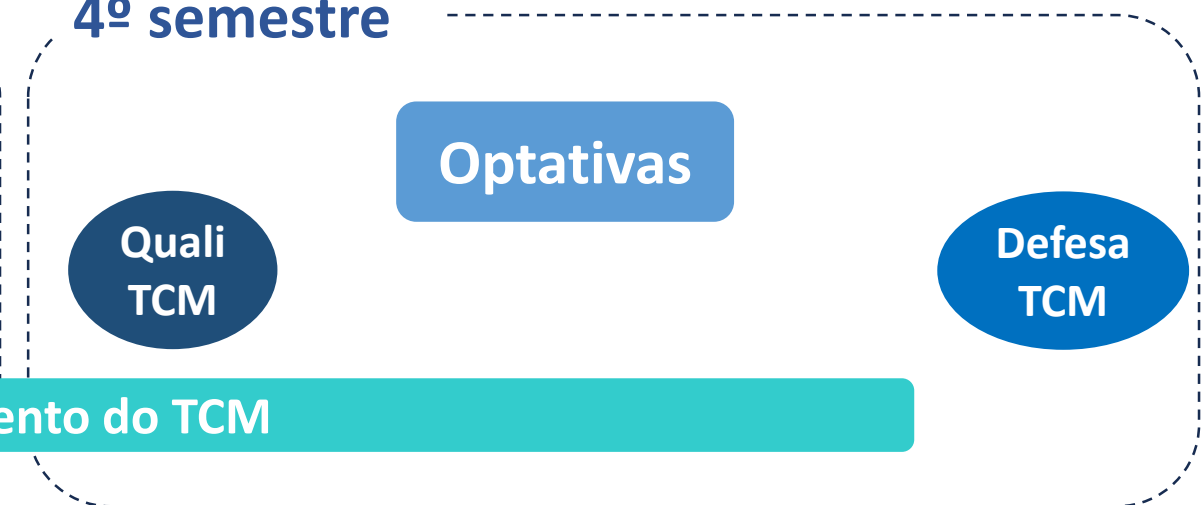 4º semestre
Optativas
Quali
TCM
Defesa
TCM
ento do TCM